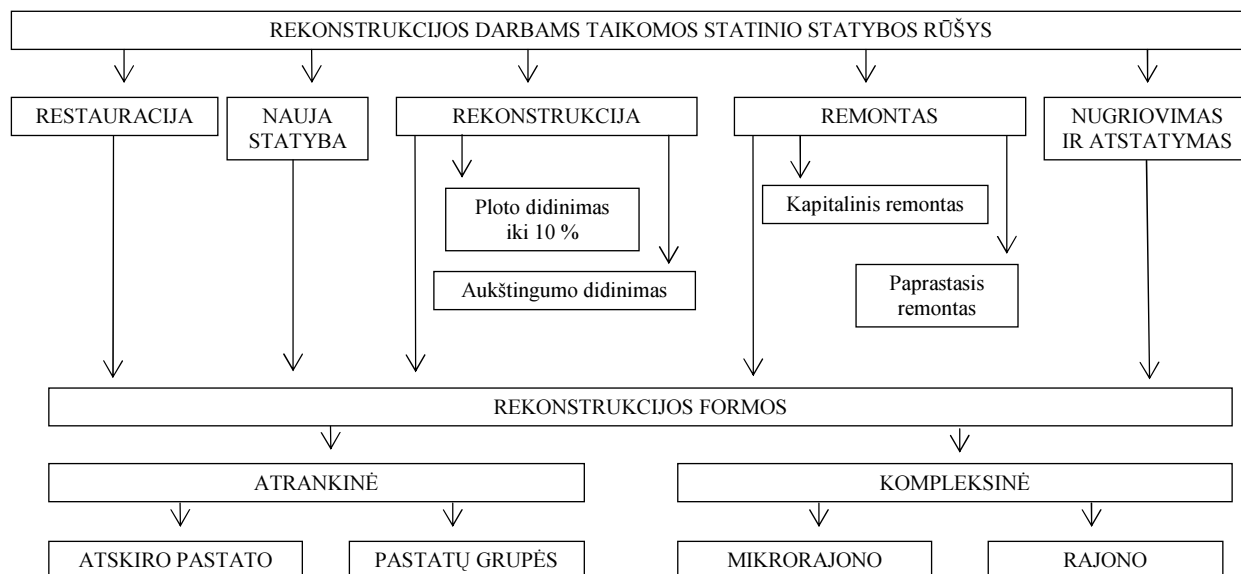 REKONSTRUKCIJOS DARBAMS TAIKOMOS STATINIO STATYBOS RŪŠYS
RESTAURACIJA
NAUJA
STATYBA
REKONSTRUKCIJA
REMONTAS
NUGRIOVIMAS
IR ATSTATYMAS
Ploto didinimas
iki 10 %
Aukštingumo didinimas
Kapitalinis remontas
Paprastasis
remontas
REKONSTRUKCIJOS FORMOS
ATRANKINĖ
KOMPLEKSINĖ
ATSKIRO PASTATO
PASTATŲ GRUPĖS
MIKRORAJONO
RAJONO